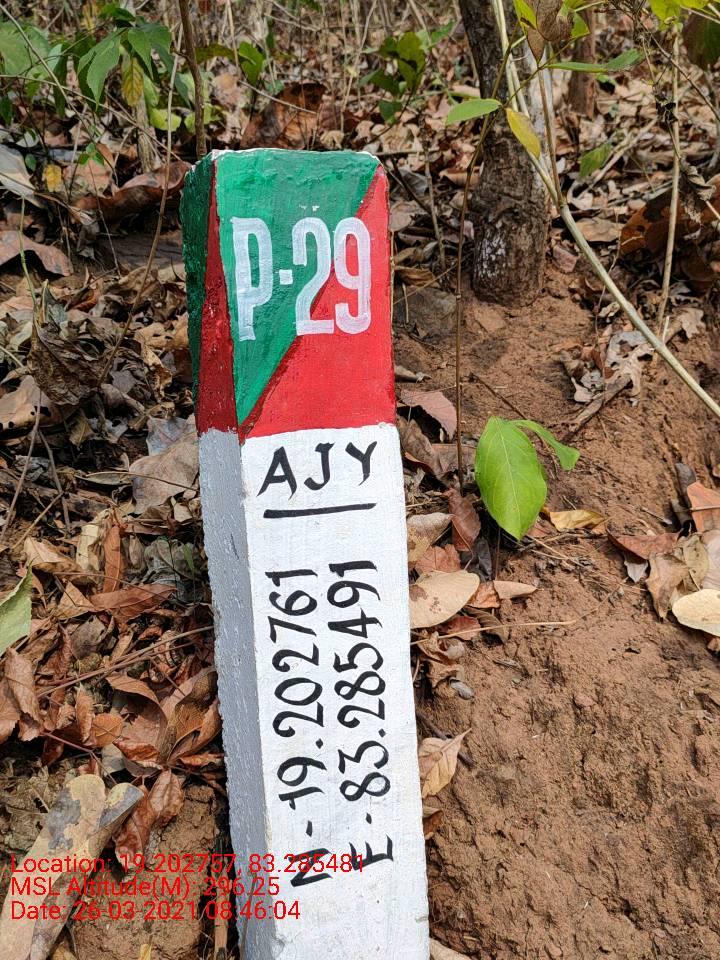 P-29
AJY
N-19.202761
E-83.285491
Location: 19.202757, 83.285481
MSL Altitude(M): 296.25
Date: 26-03-2021 08:46:04